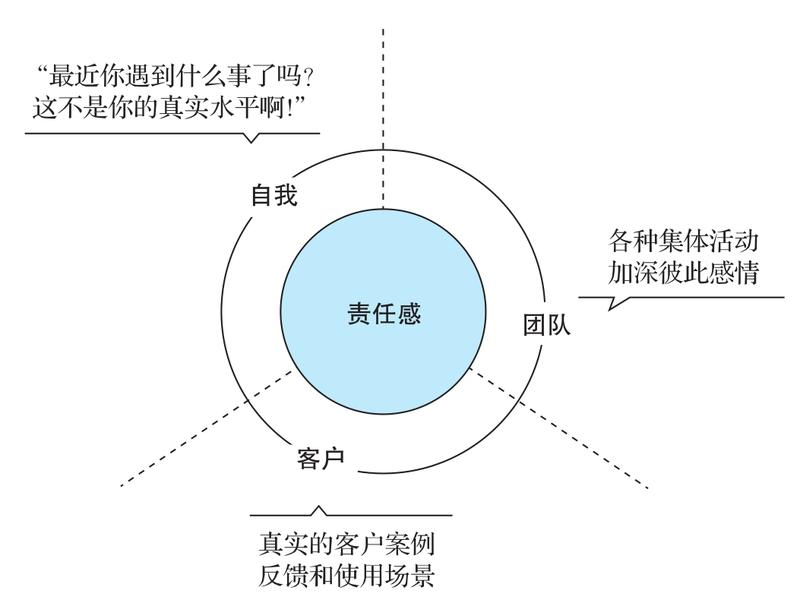 “最近你遇到什么事了吗?
这不是你的真实水平啊!”
自我
各种集体活动
加深彼此感情
责任感
团队
客户
真实的客户案例
反馈和使用场景